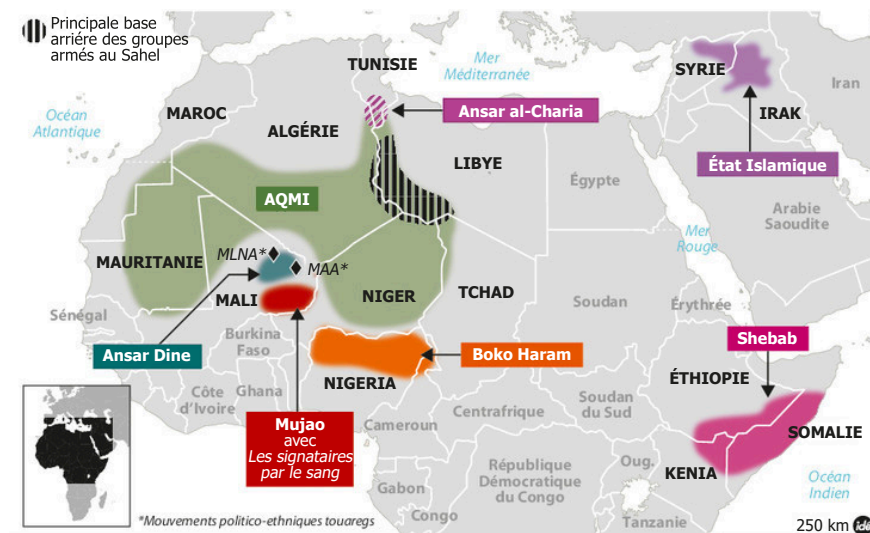 Principale base
arriére des groupes
armés au Sahel
TUNISIE
Mer
Méditerranée
SYRIE
Iran
Océan
Atlantique
MAROC
ALGÉRIE
Ansar al-Charia
IRAK
LIBYE
État Islamique
Égypte
AQMI
Arabie
Saoudite
Mer
Rouge
MLNA*
MAURITANIE
MAA*
MALI
NIGER
TCHAD
Soudan
Érythrée
Sénégal
Burkina
Faso
Shebab
Ansar Dine
Boko Haram
NIGERIA
ÉTHIOPIE
Côte
d'Ivoire
Ghana
Centrafrique
Soudan
du Sud
Mujao
avec
Les signataires
par le sang
Cameroun
SOMALIE
République
Démocratique
du Congo
Oug.
KENIA
Océan
Indien
Gabon
Congo
Tanzanie
*Mouvements politico-ethniques touaregs
250 km
idé